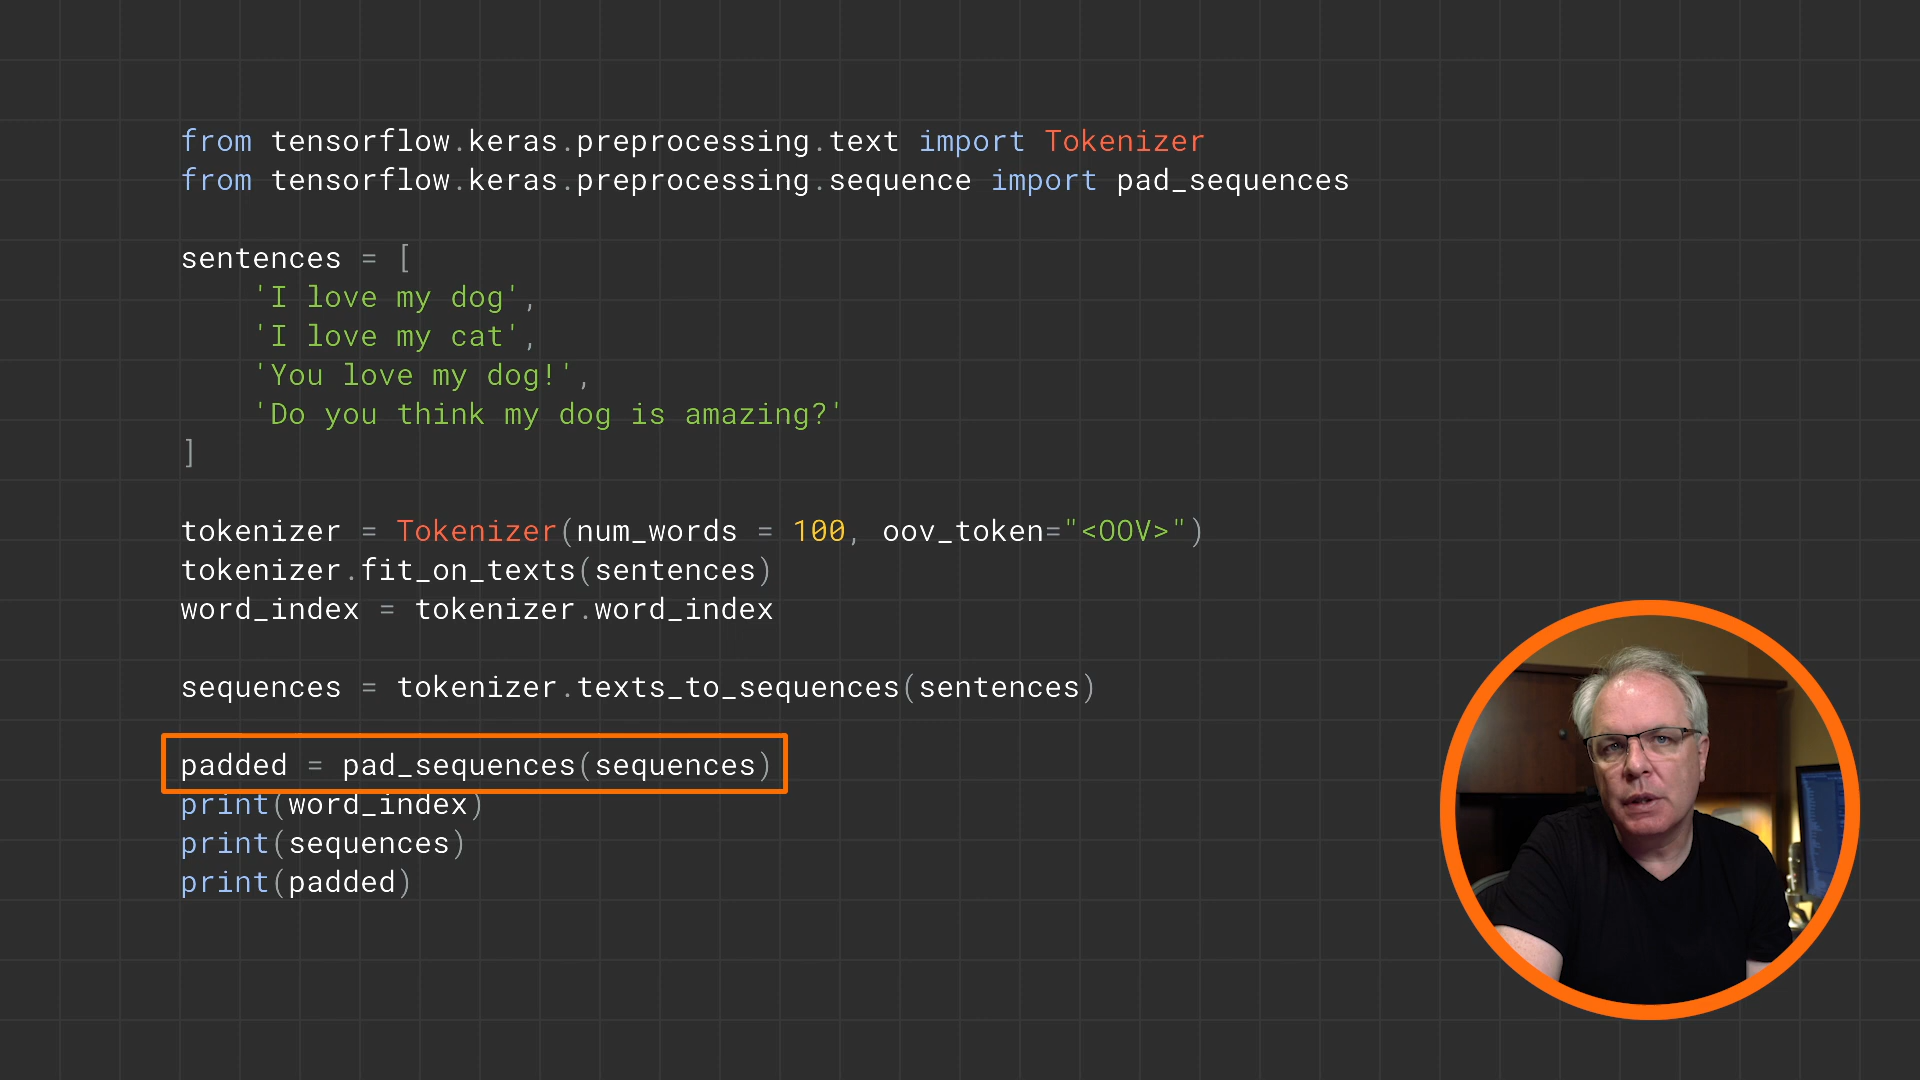 from tensorflow.keras.preprocessing.text import Tokenizer
from tensorflow.keras.preprocessing.sequence import pad_sequences
sentences = [
    'I love my dog',
    'I love my cat',
    'You love my dog!',
    'Do you think my dog is amazing?'
]
tokenizer = Tokenizer(num_words = 100, oov_token="<OOV>")
tokenizer.fit_on_texts(sentences)
word_index = tokenizer.word_index
sequences = tokenizer.texts_to_sequences(sentences)
padded = pad_sequences(sequences)
print(word_index)
print(sequences)
print(padded)